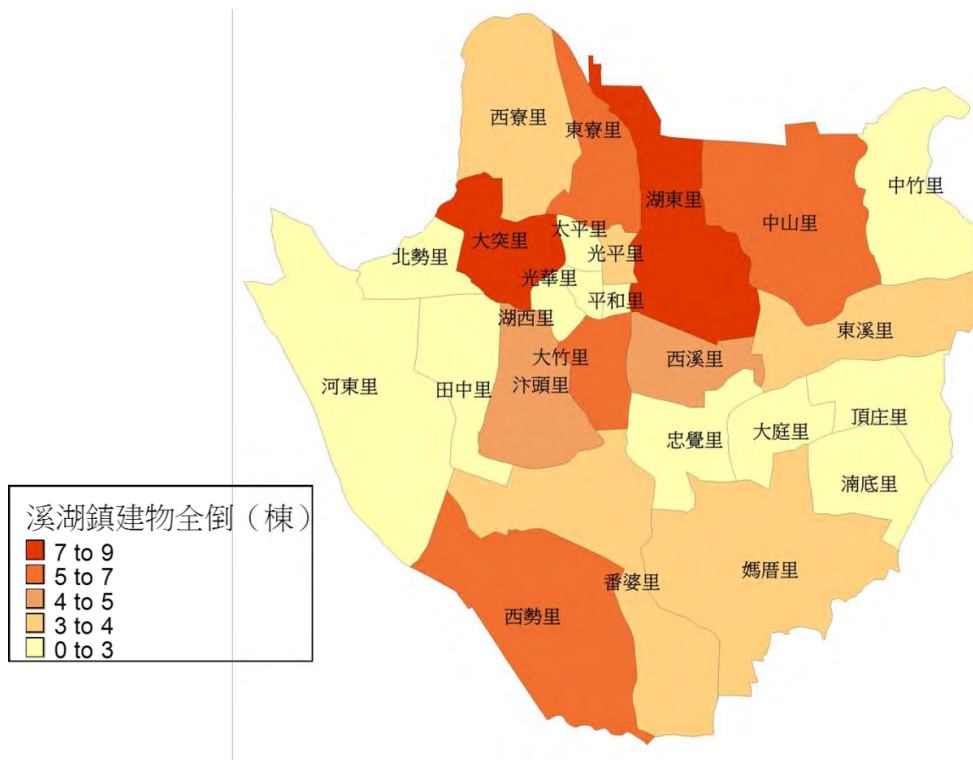 西寮里
東寮里
湖東里
中山里
中竹里
大突里
太平里
光平里
北勢里
光華里
平和里
湖西里
東溪里
大竹里
西溪里
河東里
田中里
汴頭里
忠覺里
大庭里
頂庄里
湳底里
番婆里
媽厝里
西勢里
溪湖鎮建物全倒（棟）
7 to 9
5 to 7
4 to 5
3 to 4
0 to 3